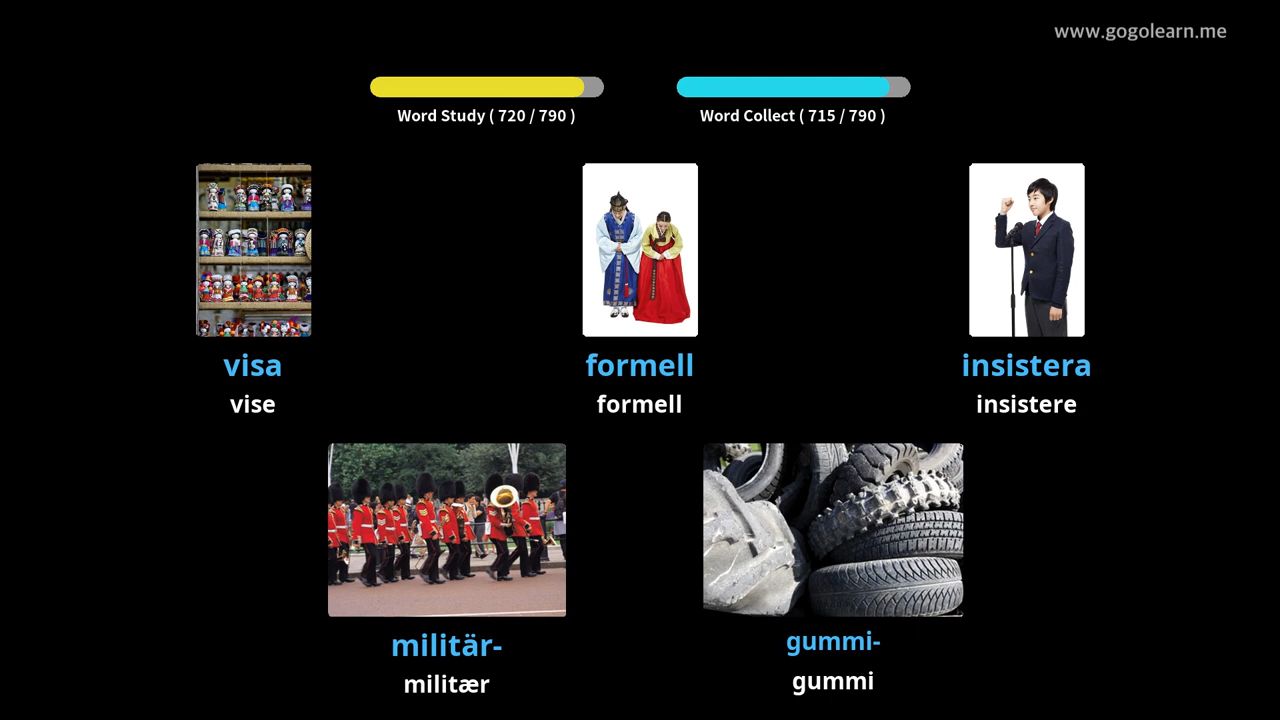 www.gogolearn.me
Word Study ( 720 / 790 )
Word Collect ( 715 / 790 )
visa
vise
formell
formell
insistera
insistere
militär-
militær
gummi-
gummi